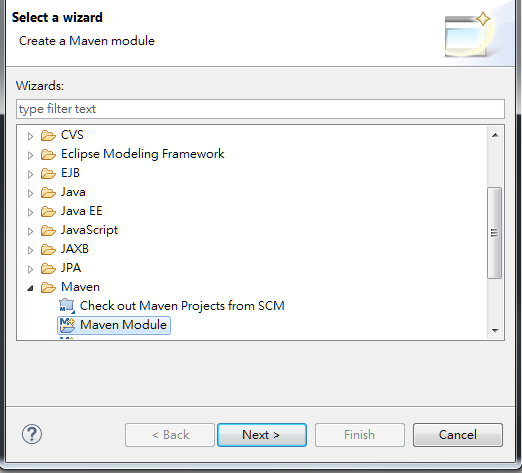 Select a wizard
Create a Maven module
Wizards:
type filter text
CVS
Eclipse Modeling Framework
EJB
Java
Java EE
JavaScript
JAXB
JPA
Maven
Check out Maven Projects from SCM
Maven Module
< Back
Next >
Finish
Cancel